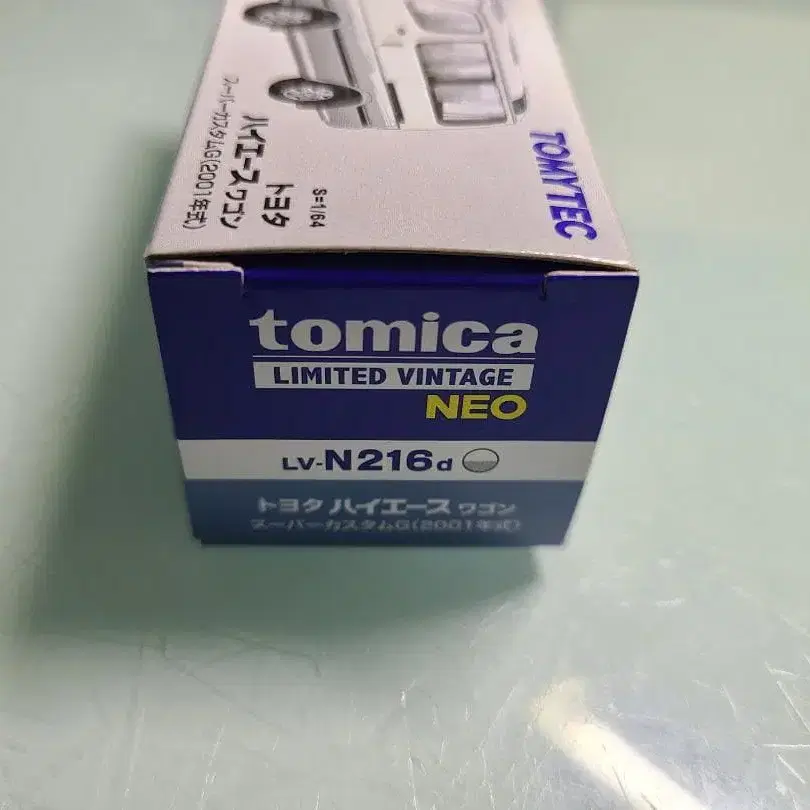 TOMYTEC
S=1/64
トヨタ
ハイエースワゴン
スーパーカスタムG(2001年式)
tomica
LIMITED VINTAGE
NEO
LV-N216d
トヨタ ハイエース ワゴン
スーパーカスタムG(2001年式)